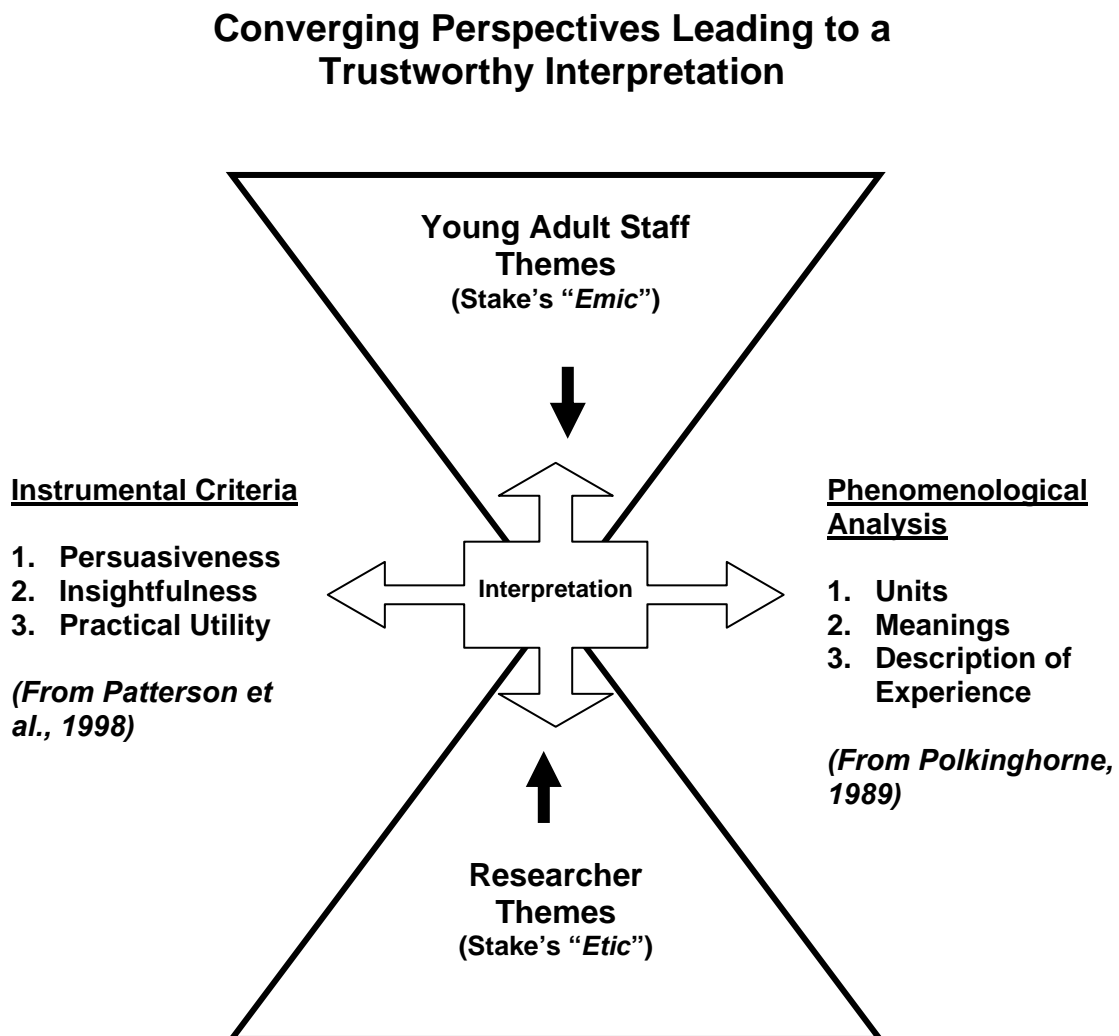 Converging Perspectives Leading to a
Trustworthy Interpretation
Young Adult Staff
Themes
(Stake's “Emic”)
Instrumental Criteria
1. Persuasiveness
2. Insightfulness
3. Practical Utility
(From Patterson et
al., 1998)
Interpretation
Phenomenological
Analysis
1. Units
2. Meanings
3. Description of
Experience
(From Polkinghorne,
1989)
Researcher
Themes
(Stake's “Etic”)